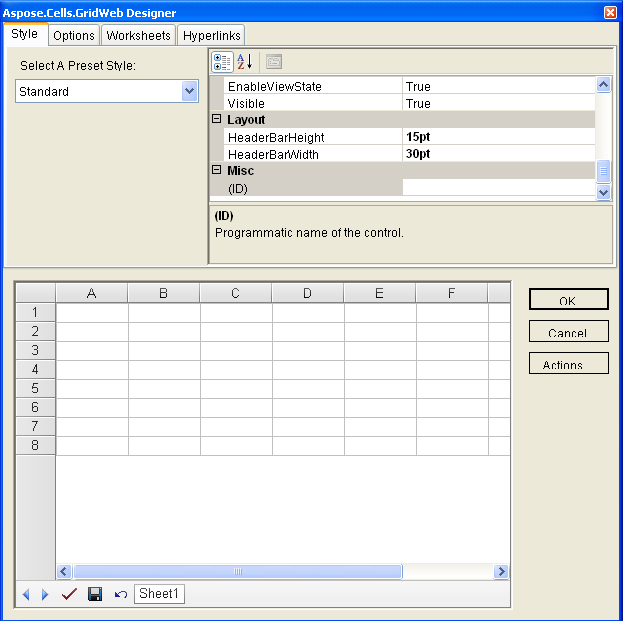 Aspose.Cells.GridWeb Designer
Style Options Worksheets Hyperlinks
Select A Preset Style:
Standard
EnableViewState True
Visible True
Layout
HeaderBarHeight 15pt
HeaderBarWidth 30pt
Misc
(ID)
(ID)
Programmatic name of the control.
A B C D E F
1
2
3
4
5
6
7
8
OK
Cancel
Actions
Sheet1